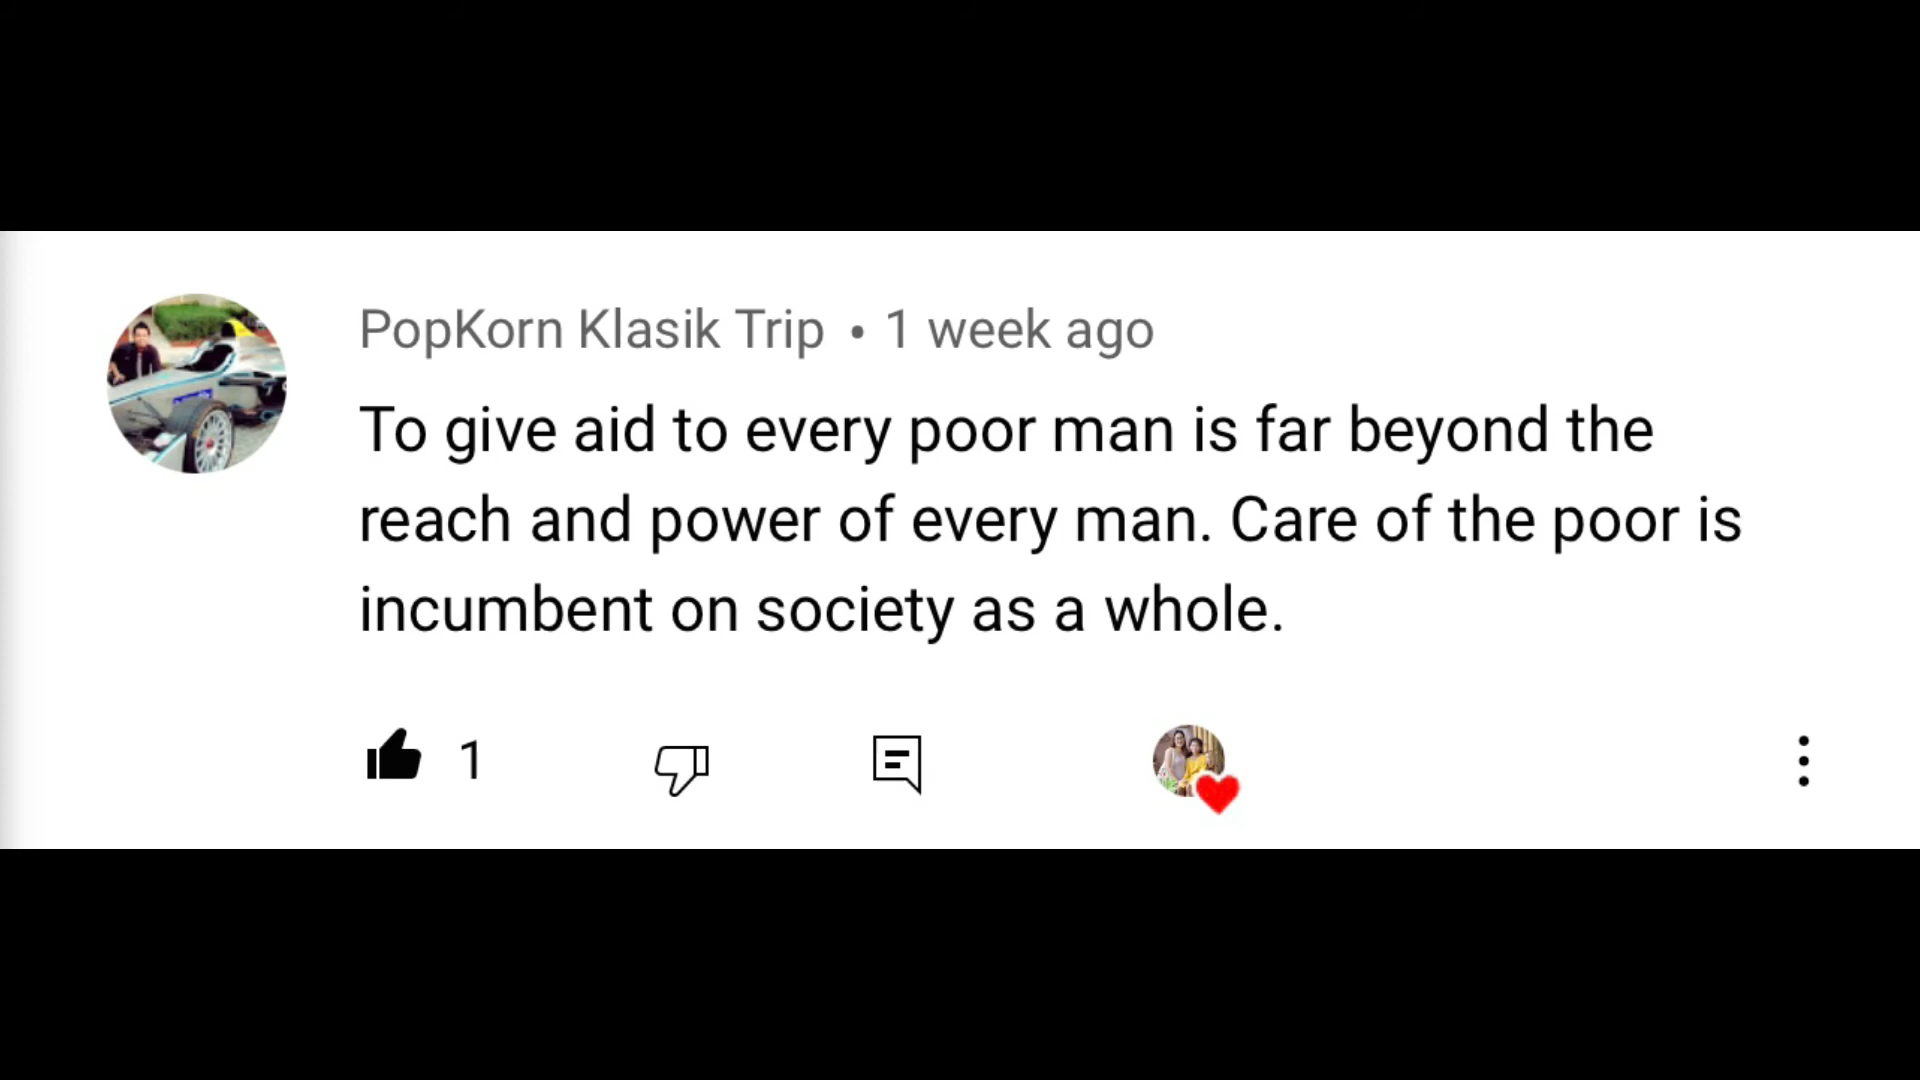 PopKorn Klasik Trip • 1 week ago
To give aid to every poor man is far beyond the
reach and power of every man. Care of the poor is
incumbent on society as a whole.
1